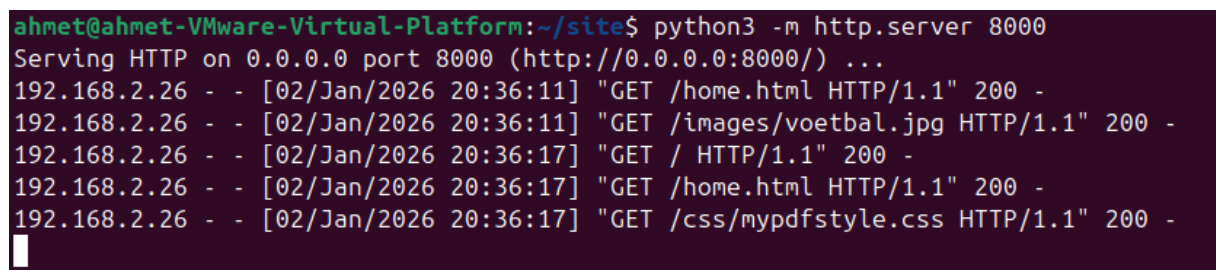 ahmet@ahmet-VMware-Virtual-Platform:~/site$ python3 -m http.server 8000
Serving HTTP on 0.0.0.0 port 8000 (http://0.0.0.0:8000/) ...
192.168.2.26 - - [02/Jan/2026 20:36:11] "GET /home.html HTTP/1.1" 200 -
192.168.2.26 - - [02/Jan/2026 20:36:11] "GET /images/voetbal.jpg HTTP/1.1" 200 -
192.168.2.26 - - [02/Jan/2026 20:36:17] "GET / HTTP/1.1" 200 -
192.168.2.26 - - [02/Jan/2026 20:36:17] "GET /home.html HTTP/1.1" 200 -
192.168.2.26 - - [02/Jan/2026 20:36:17] "GET /css/mypdfstyle.css HTTP/1.1" 200 -